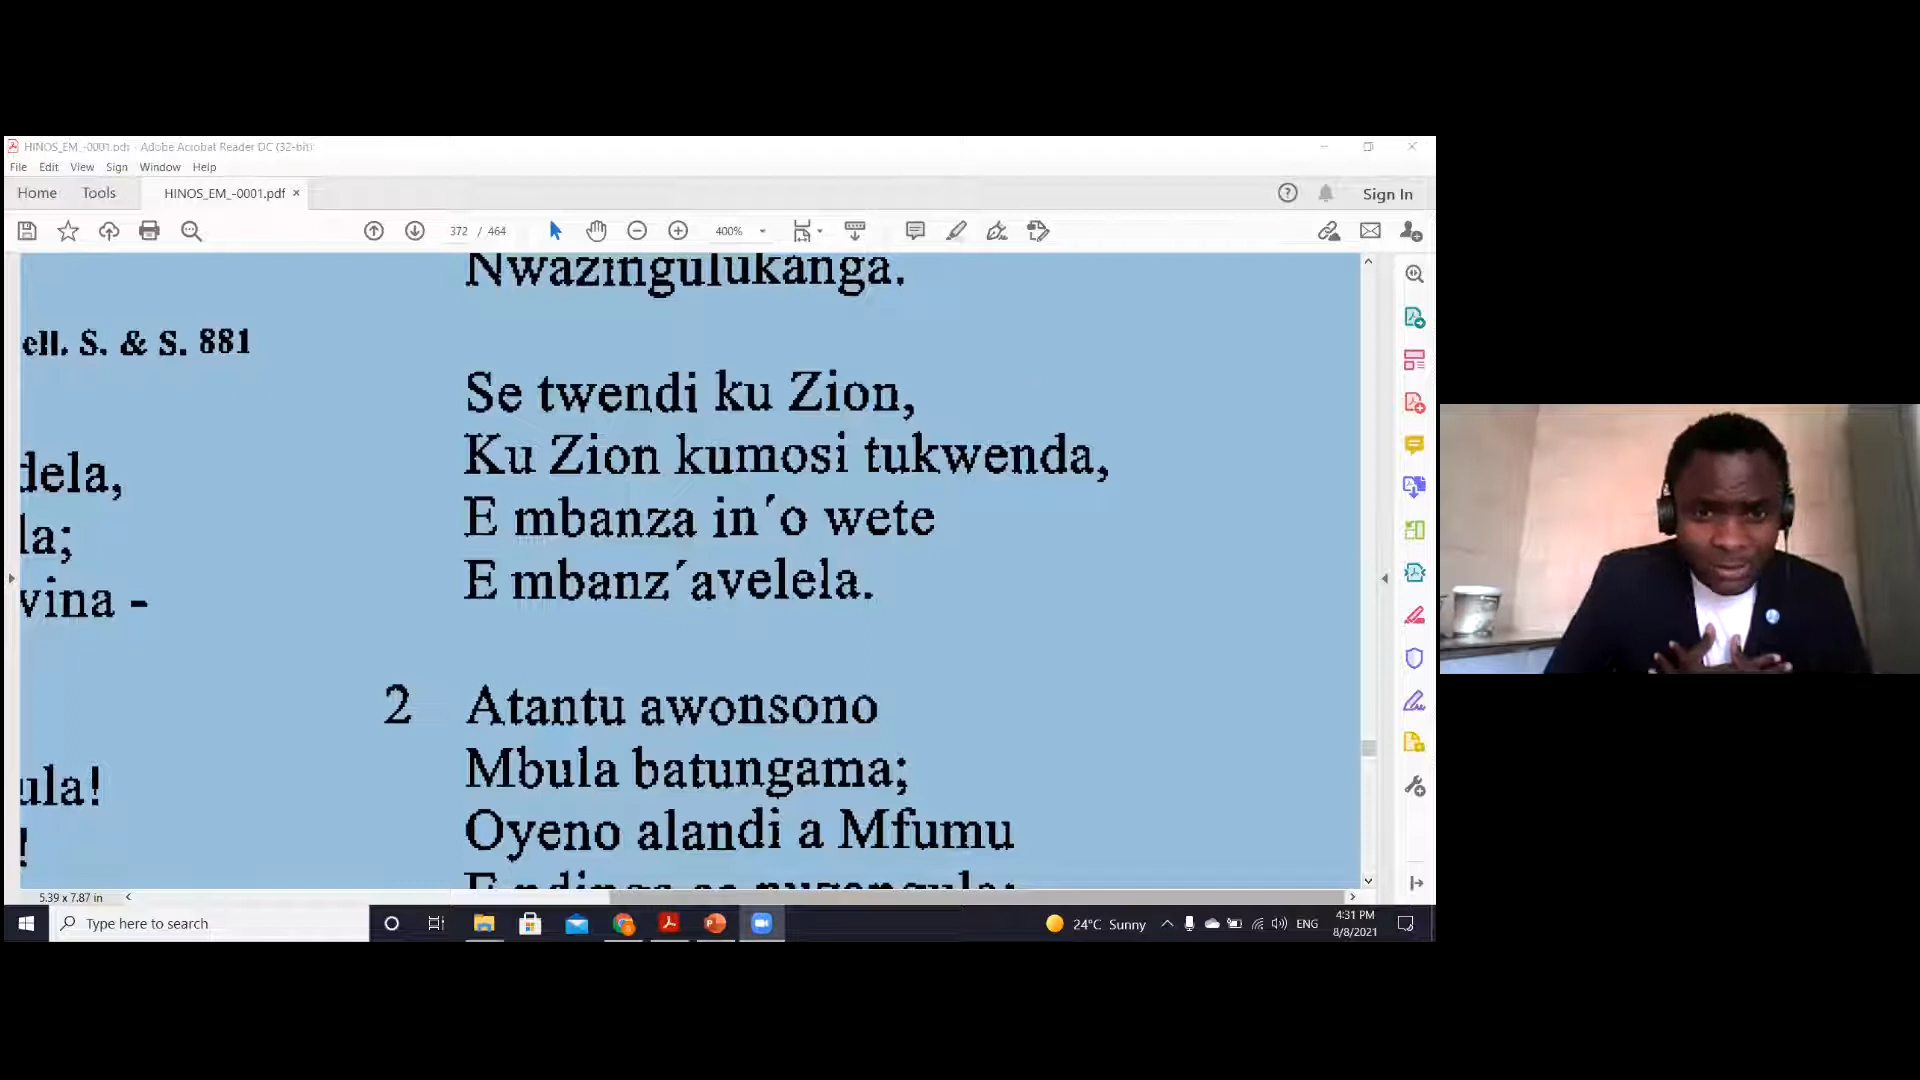 HINOS_EM_-0001.pdf - Adobe Acrobat Reader DC (32-bit)
File Edit View Sign Window Help
Home Tools HINOS_EM_-0001.pdf × Sign In
372 / 464 400%
Nwazingulukanga.
ell. S. & S. 881
Se twendi ku Zion,
Ku Zion kumosi tukwenda,
E mbanza in´o wete
E mbanz´avelela.
dela,
la;
vina -
2 Atantu awonsono
Mbula batungama;
Oyeno alandi a Mfumu
ula!
!
5.39 x 7.87 in
Type here to search
24°C Sunny ENG
4:31 PM
8/8/2021